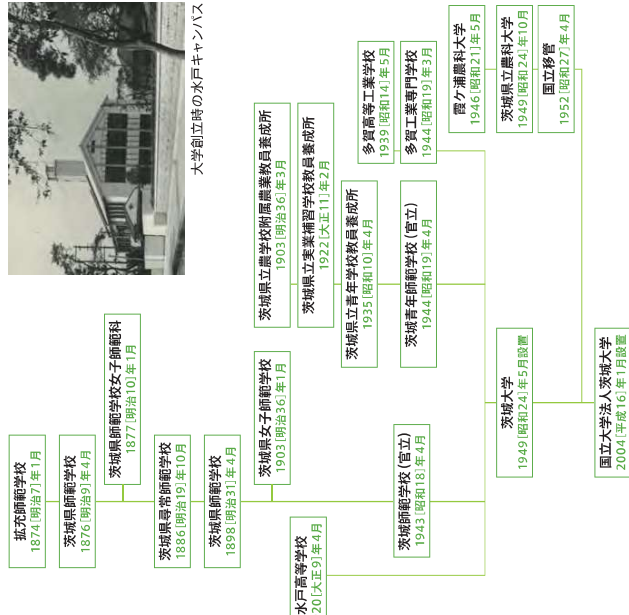 大学創立時の水戸キャンパス
拡充師範学校
1874[明治7]年1月
茨城県師範学校
1876[明治9]年4月
茨城県師範学校女子師範科
1877[明治10]年1月
茨城県尋常師範学校
1886[明治19]年10月
茨城県師範学校
1898[明治31]年4月
茨城県女子師範学校
1903[明治36]年1月
水戸高等学校
20[大正9]年4月
茨城師範学校(官立)
1943[昭和18]年4月
茨城県立農学校附属農業教員養成所
1903[明治36]年3月
茨城県立実業補習学校教員養成所
1922[大正11]年2月
茨城県立青年学校教員養成所
1935[昭和10]年4月
茨城青年師範学校(官立)
1944[昭和19]年4月
多賀高等工業学校
1939[昭和14]年5月
多賀工業専門学校
1944[昭和19]年3月
霞ケ浦農科大学
1946[昭和21]年5月
茨城県立農科大学
1949[昭和24]年10月
国立移管
1952[昭和27]年4月
茨城大学
1949[昭和24]年5月設置
国立大学法人茨城大学
2004[平成16]年1月設置